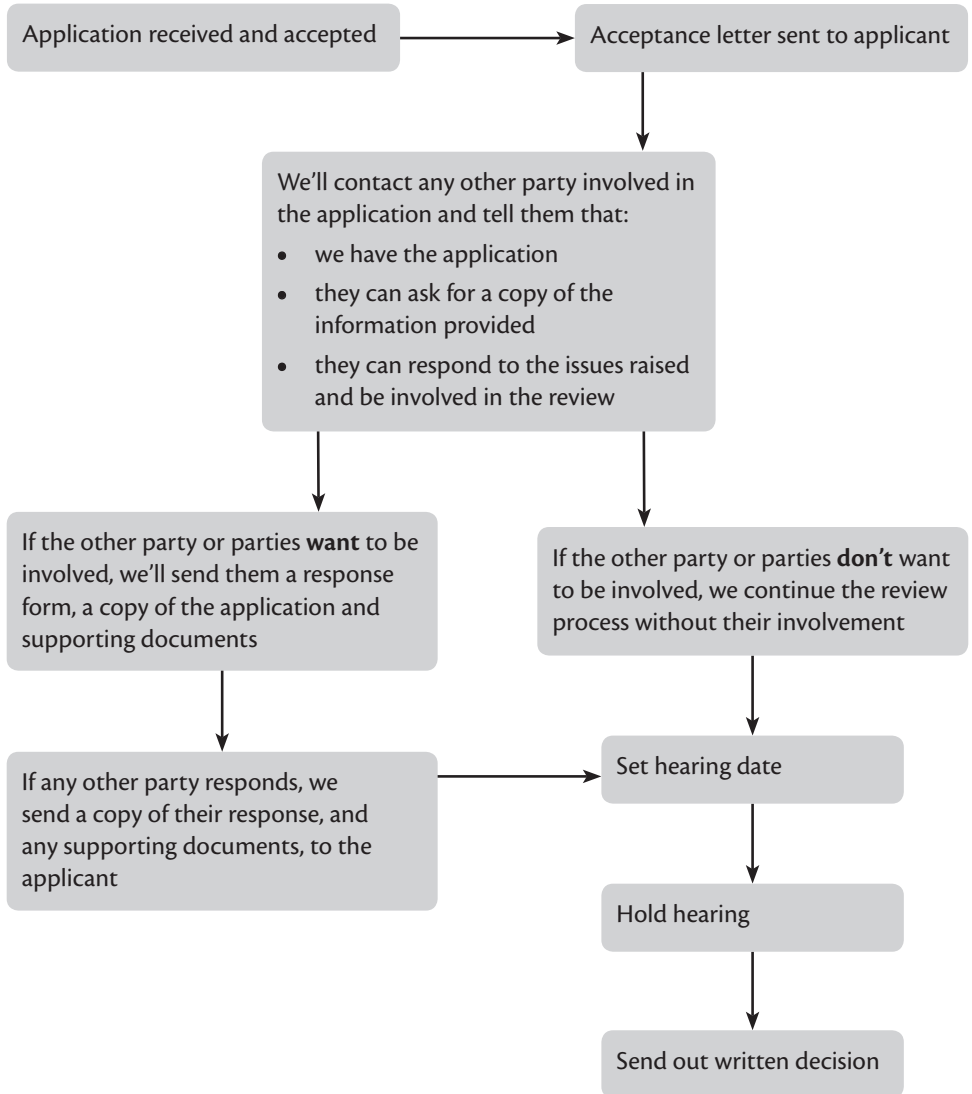 Application received and accepted
Acceptance letter sent to applicant
We'll contact any other party involved in
the application and tell them that:
• we have the application
• they can ask for a copy of the
information provided
• they can respond to the issues raised
and be involved in the review
If the other party or parties want to be
involved, we'll send them a response
form, a copy of the application and
supporting documents
If the other party or parties don't want
to be involved, we continue the review
process without their involvement
If any other party responds, we
send a copy of their response, and
any supporting documents, to the
applicant
Set hearing date
Hold hearing
Send out written decision